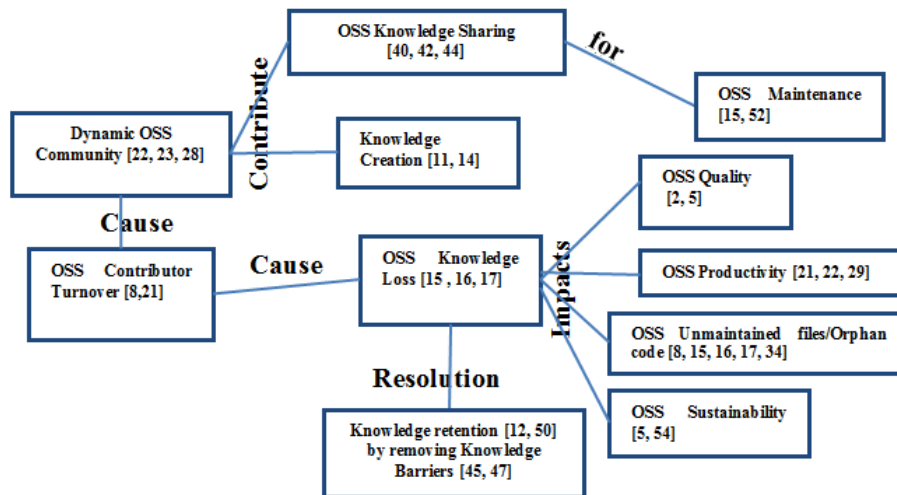 OSS Knowledge Sharing
[40, 42, 44]
for
Contribute
OSS Maintenance
[15, 52]
Dynamic OSS
Community [22, 23, 28]
Knowledge
Creation [11, 14]
OSS Quality
[2, 5]
Cause
OSS Contributor
Turnover [8,21]
Cause
OSS Knowledge
Loss [15 , 16, 17]
Impacts
OSS Productivity [21, 22, 29]
OSS Unmaintained files/Orphan
code [8, 15, 16, 17, 34]
Resolution
OSS Sustainability
[5, 54]
Knowledge retention [12, 50]
by removing Knowledge
Barriers [45, 47]